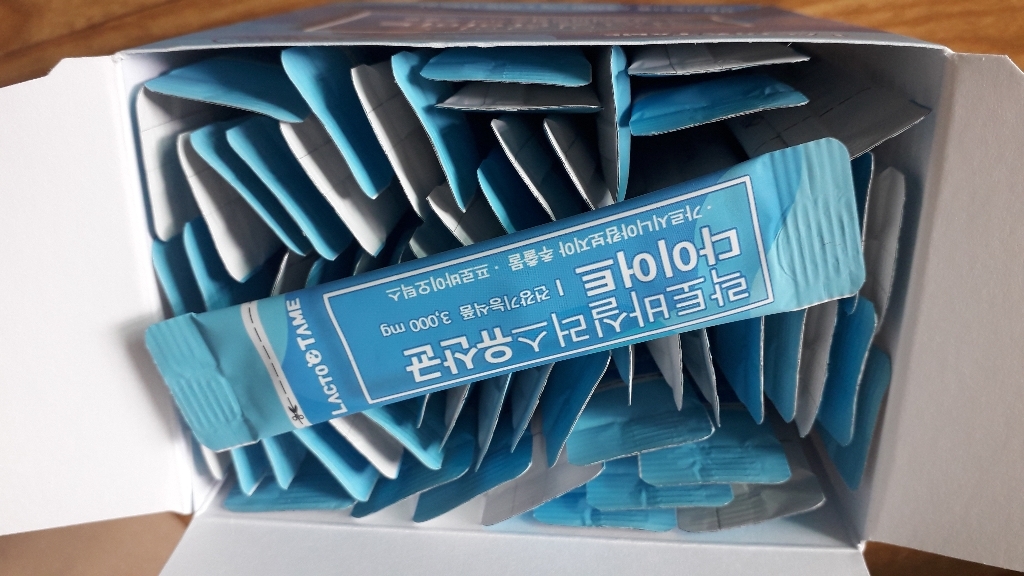 LACTO TAME
락토바실러스유산균
다이어트 | 건강기능식품 3,000 mg
· 가르시니아캄보지아 추출물 · 프로바이오틱스